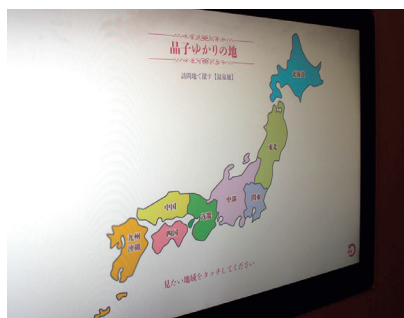 晶子ゆかりの地
訪問地で探す【温泉編】
北海道
東北
中部
関東
中国
近畿
四国
九州
沖縄
見たい地域をタッチしてください